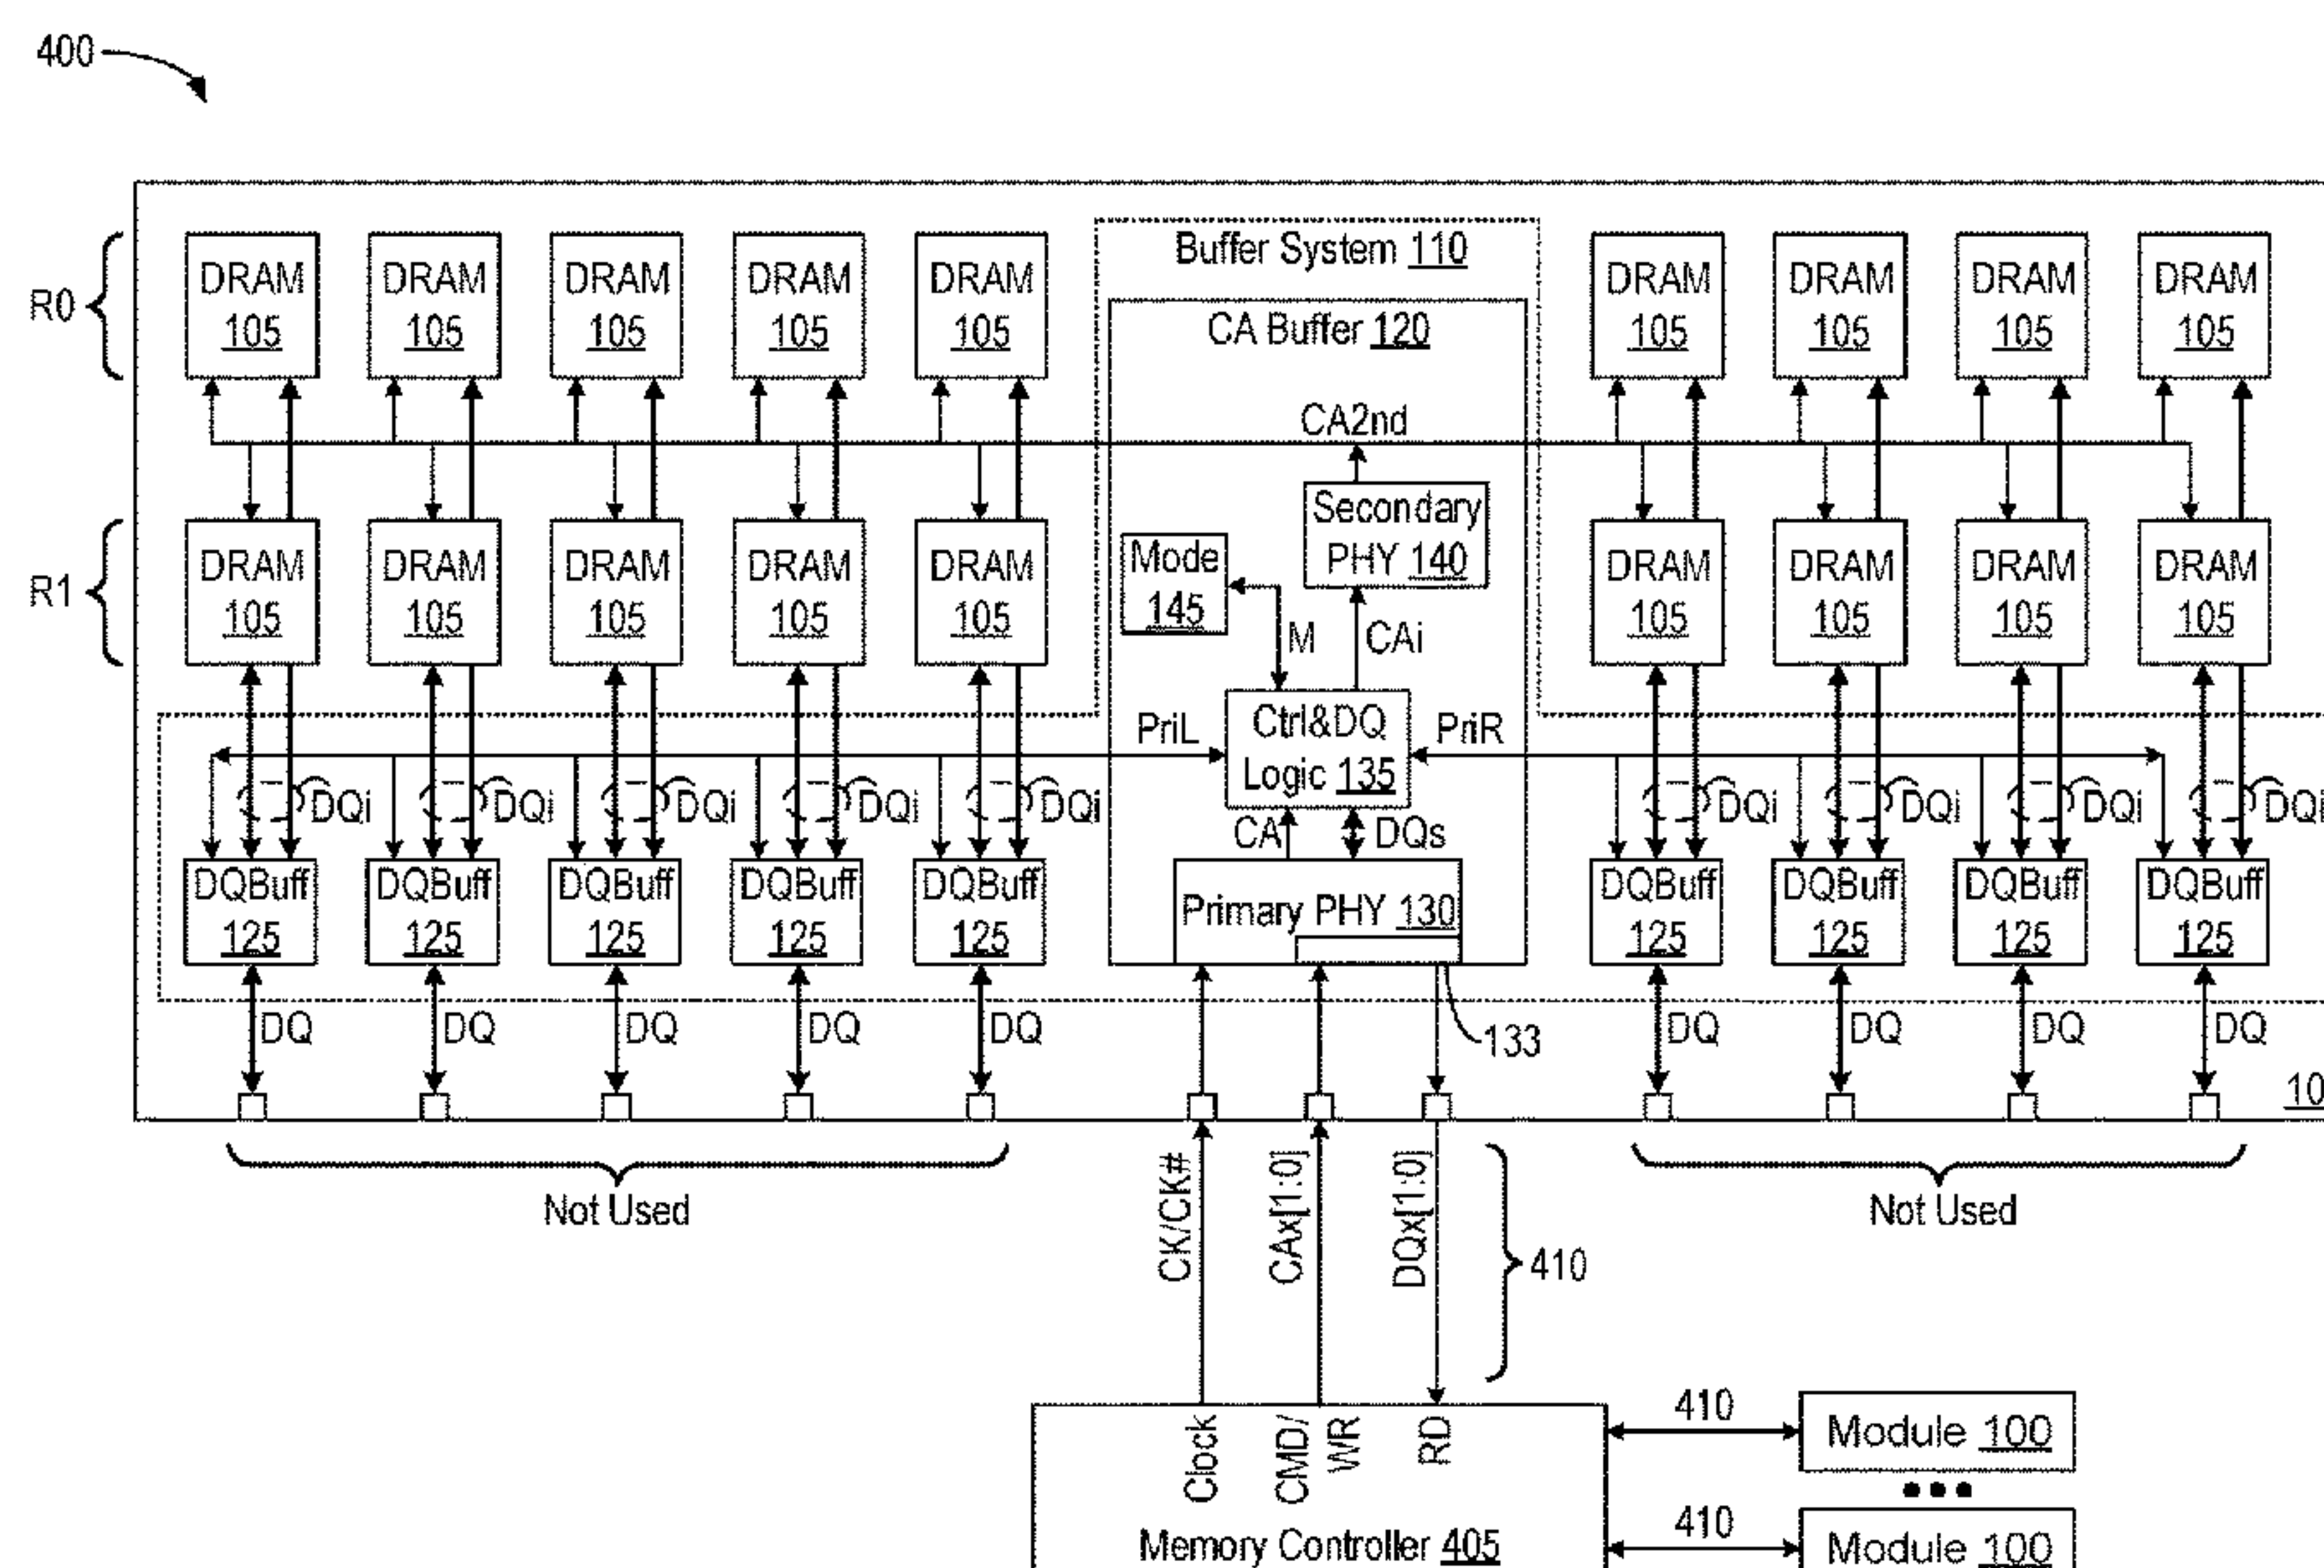 400
R0
DRAM 105 DRAM 105 DRAM 105 DRAM 105 DRAM 105
Buffer System 110
CA Buffer 120
DRAM 105 DRAM 105 DRAM 105 DRAM 105
CA2nd
R1
DRAM 105 DRAM 105 DRAM 105 DRAM 105 DRAM 105
Secondary
PHY 140
Mode
145
M
CAi
DRAM 105 DRAM 105 DRAM 105 DRAM 105
PriL
Ctrl&DQ
Logic 135
PriR
DQi DQi DQi DQi DQi
CA
DQs
DQi DQi DQi DQi
DQBuff 125 DQBuff 125 DQBuff 125 DQBuff 125 DQBuff 125
Primary PHY 130
DQBuff 125 DQBuff 125 DQBuff 125 DQBuff 125
DQ DQ DQ DQ DQ
133
DQ DQ DQ DQ
10
Not Used
CK/CK#
CAx[1:0]
DQx[1:0]
410
Not Used
Clock
CMD/
WR
RD
Memory Controller 405
410
Module 100
410
Module 100